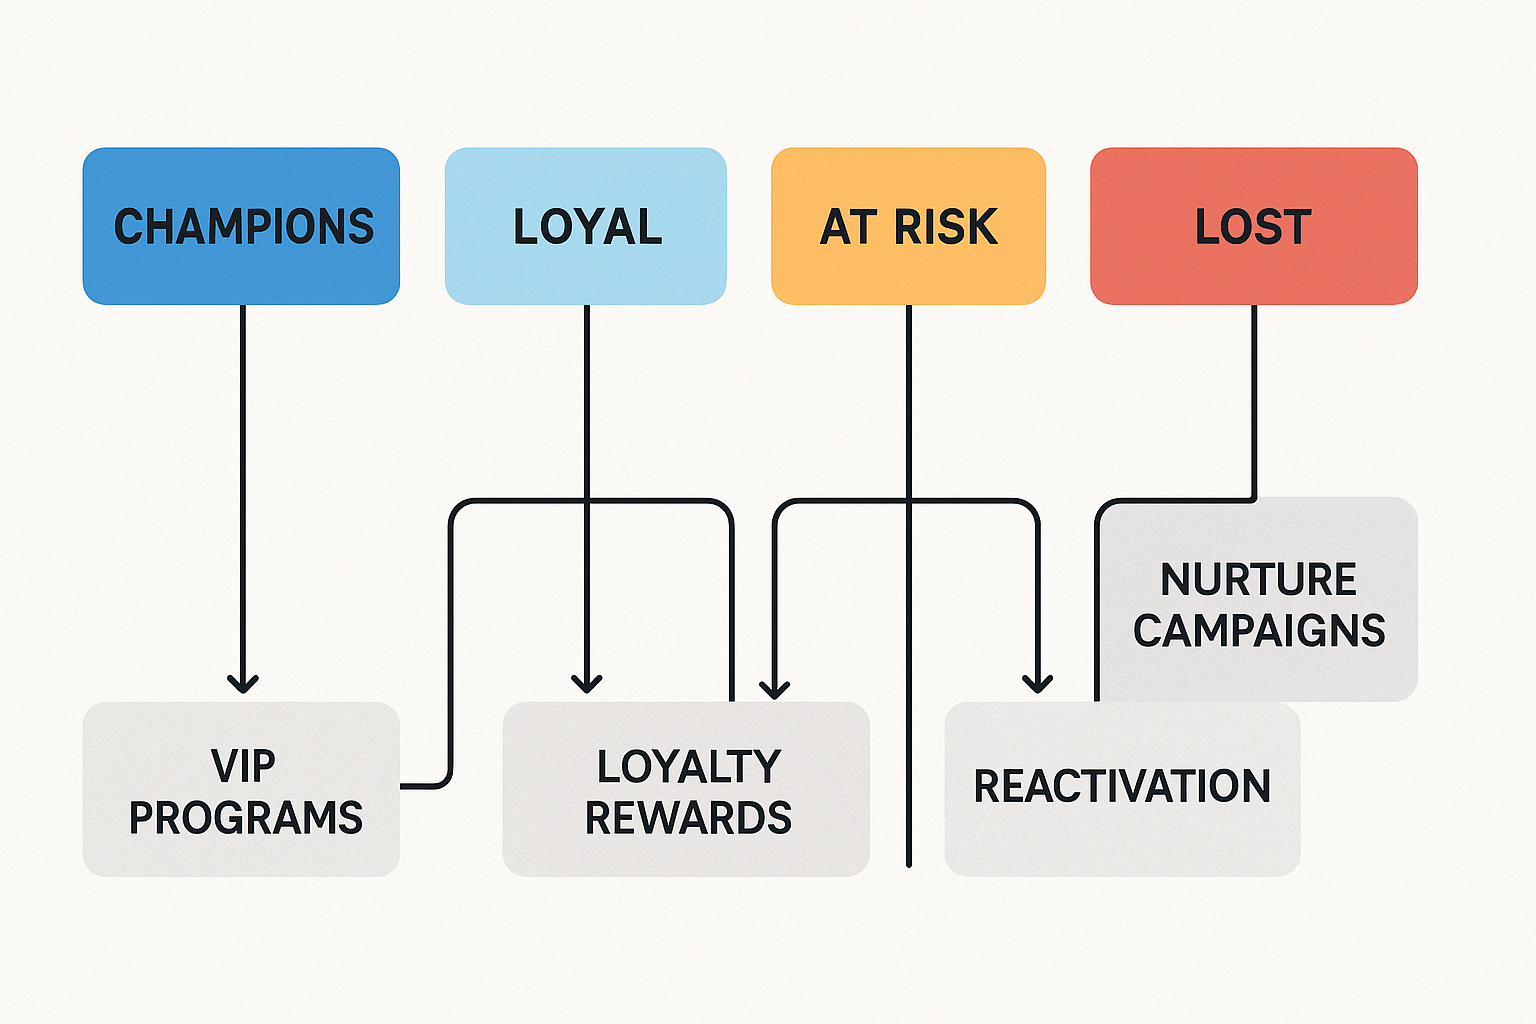 CHAMPIONS
LOYAL
AT RISK
LOST
NURTURE
CAMPAIGNS
VIP
PROGRAMS
LOYALTY
REWARDS
REACTIVATION